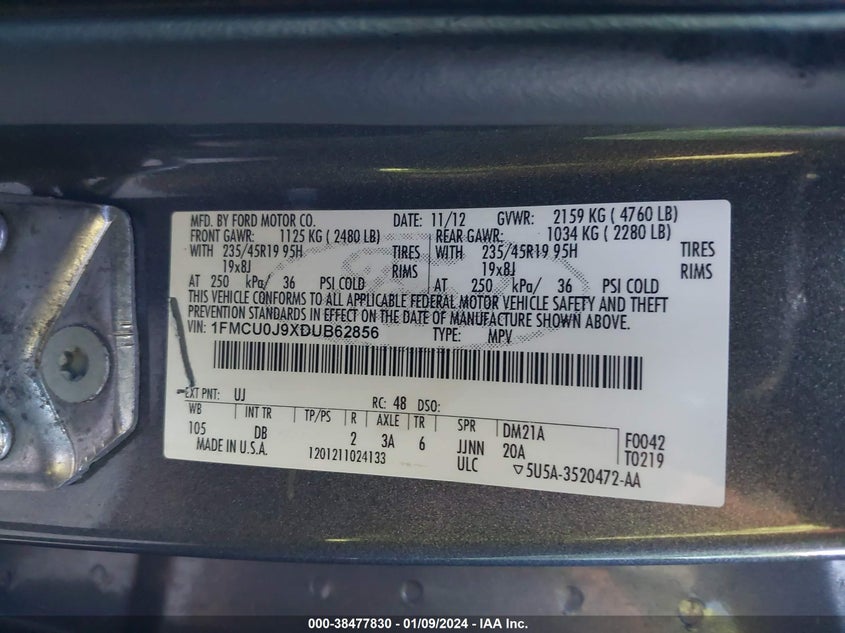 MFD. BY FORD MOTOR CO. DATE: 11/12 GVWR: 2159 KG ( 4760 LB)
FRONT GAWR: 1125 KG ( 2480 LB) REAR GAWR: 1034 KG ( 2280 LB)
WITH 235/45R19 95H WITH 235/45R19 95H TIRES
19x8J 19x8J RIMS
AT 250 kPa/ 36 PSI COLD AT 250 kPa/ 36 PSI COLD
THIS VEHICLE CONFORMS TO ALL APPLICABLE FEDERAL MOTOR VEHICLE SAFETY AND THEFT
PREVENTION STANDARDS IN EFFECT ON THE DATE OF MANUFACTURE SHOWN ABOVE.
VIN: 1FMCU0J9XDUB62856 TYPE: MPV
EXT PNT: UJ RC: 48 DSO:
WB INT TR TP/PS R AXLE TR SPR DM21A F0042
105 DB 2 3A 6 JJNN 20A T0219
MADE IN U.S.A. 1201211024133 ULC ▽5U5A-3520472-AA
000-38477830 - 01/09/2024 - IAA Inc.